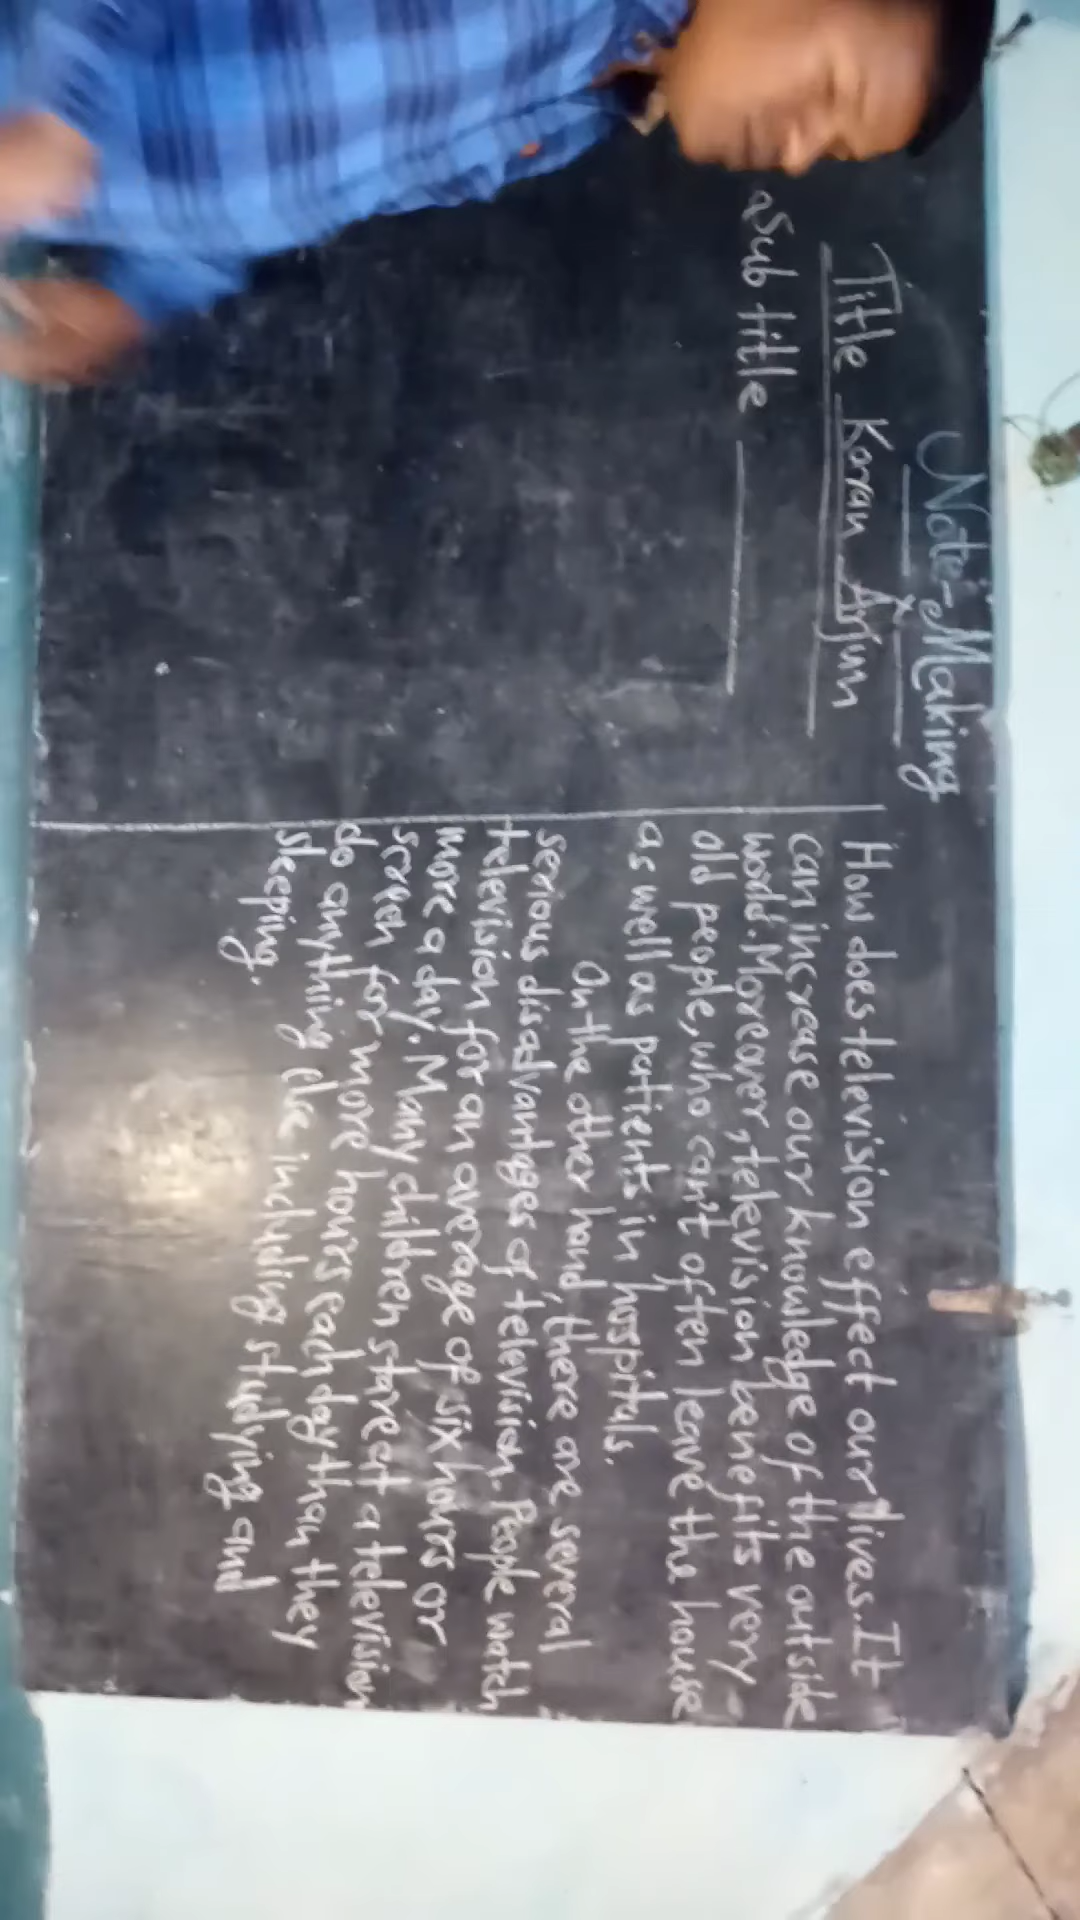 Note-Making
Title Karan Arjun
a Sub title
How does television effect our lives. It
can increase our knowledge of the outside
world. Moreover, television benefits very
old people, who can't often leave the house
as well as patients in hospitals.
On the other hand, there are several
serious disadvantages of television. People watch
television for an average of six hours or
more a day. Many children stare at a television
screen for more hours each day than they
do anything else including studying and
sleeping.